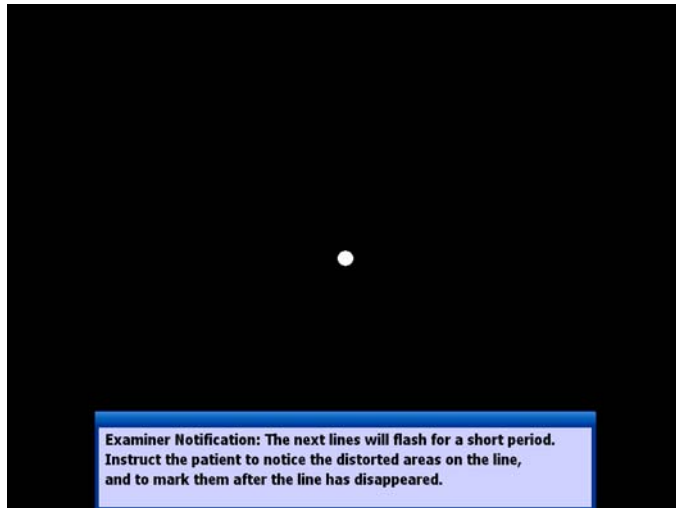 Examiner Notification: The next lines will flash for a short period.
Instruct the patient to notice the distorted areas on the line,
and to mark them after the line has disappeared.